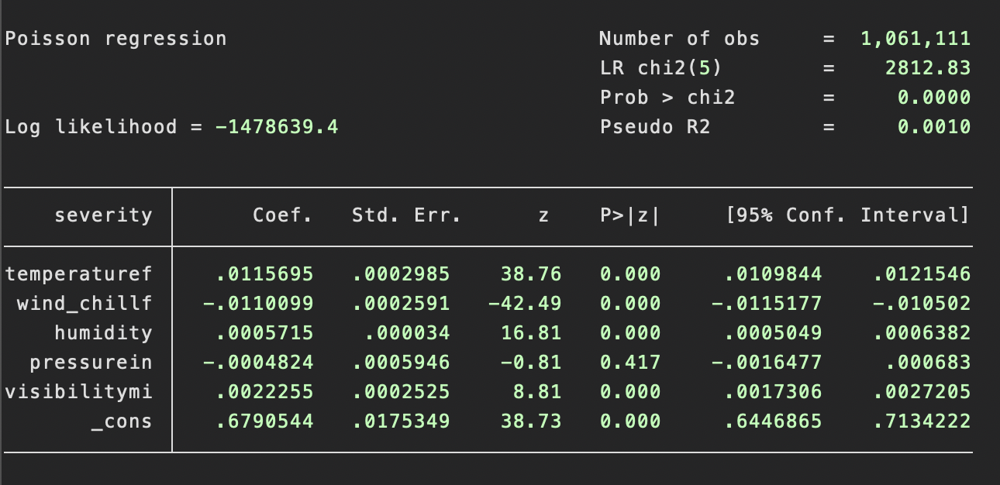 Poisson regression Number of obs = 1,061,111
LR chi2(5) = 2812.83
Prob > chi2 = 0.0000
Log likelihood = -1478639.4 Pseudo R2 = 0.0010
severity Coef. Std. Err. z P>|z| [95% Conf. Interval]
temperaturef .0115695 .0002985 38.76 0.000 .0109844 .0121546
wind_chillf -.0110099 .0002591 -42.49 0.000 -.0115177 -.010502
humidity .0005715 .000034 16.81 0.000 .0005049 .0006382
pressurein -.0004824 .0005946 -0.81 0.417 -.0016477 .000683
visibilitymi .0022255 .0002525 8.81 0.000 .0017306 .0027205
_cons .6790544 .0175349 38.73 0.000 .6446865 .7134222